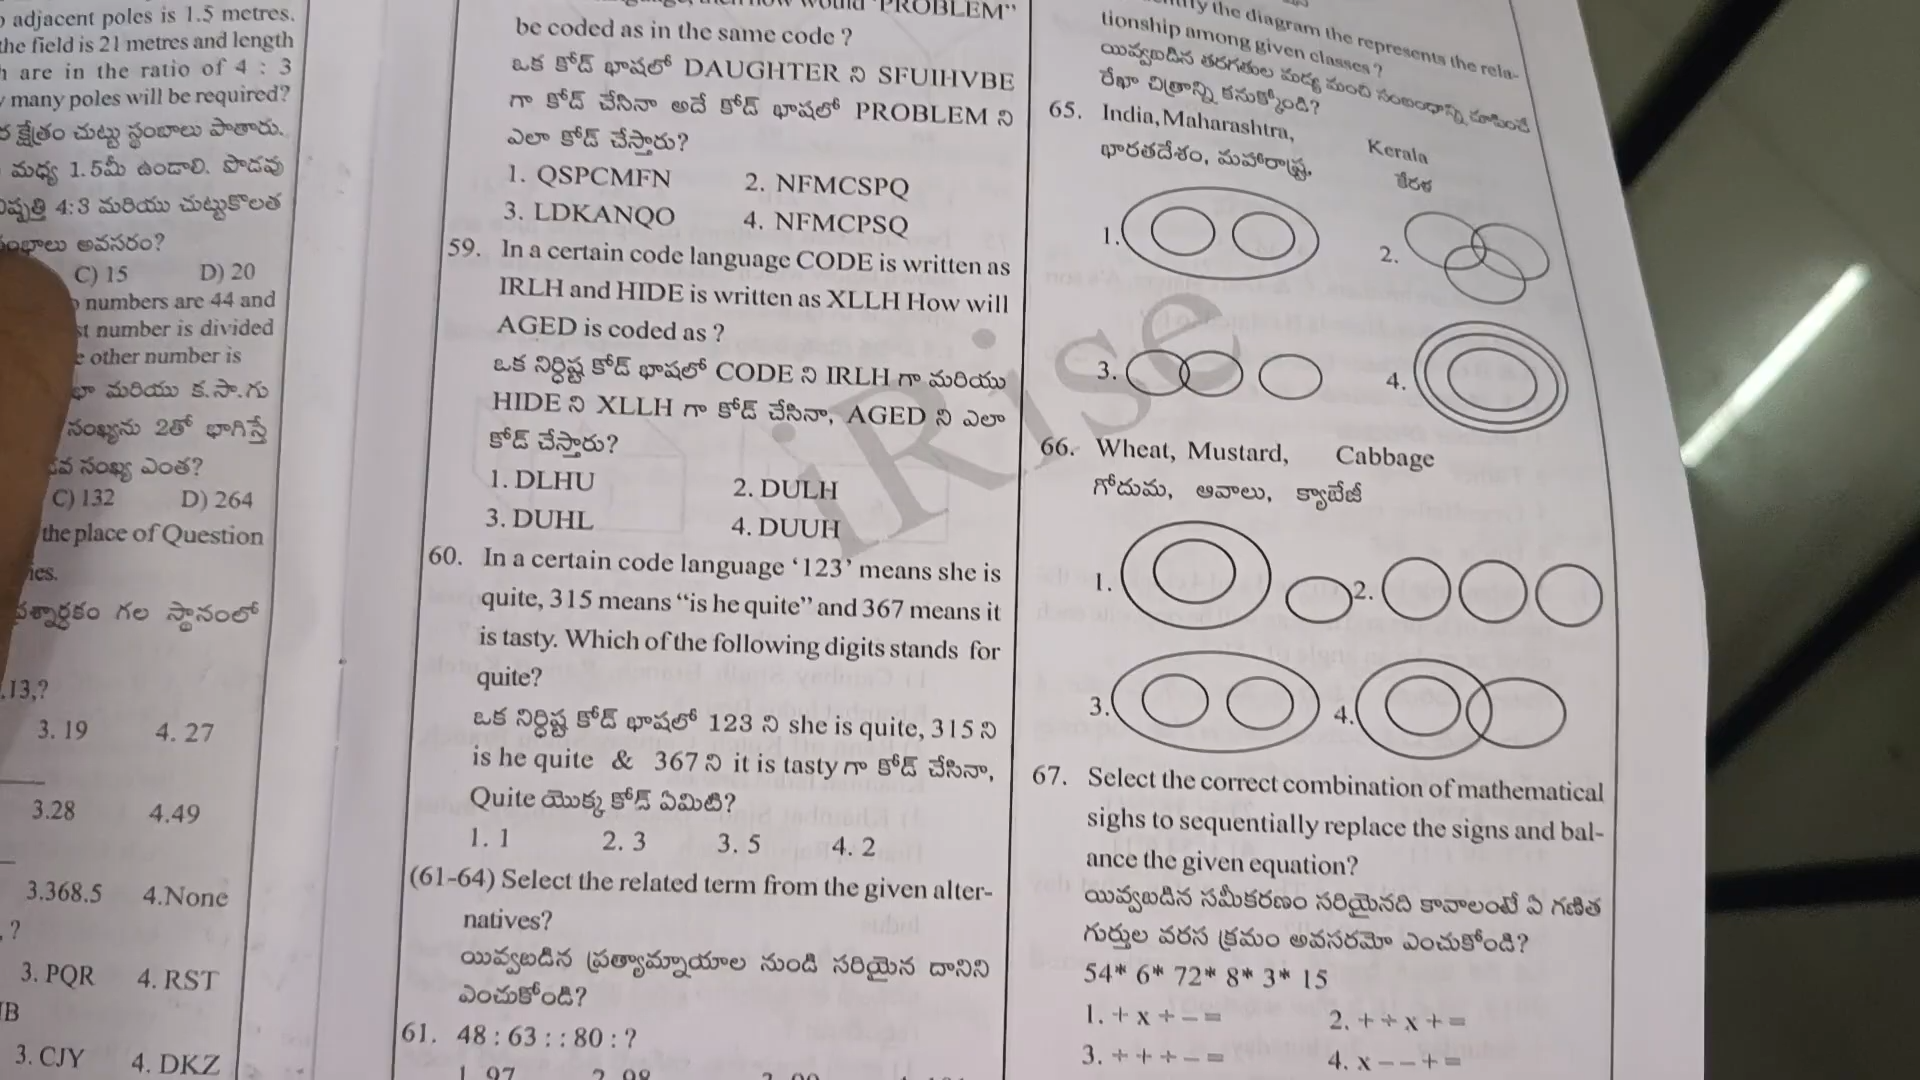 adjacent poles is 1.5 metres.
the field is 21 metres and length
are in the ratio of 4 : 3
many poles will be required?
క్షేత్రం చుట్టు స్థంబాలు పాతారు.
మధ్య 1.5మీ ఉండాలి. పొడవు
4:3 మరియు చుట్టుకొలత
అవసరం?
C) 15 D) 20
numbers are 44 and
number is divided
other number is
మరియు క.సా.గు
సంఖ్యను 2తో భాగిస్తే
సంఖ్య ఎంత?
C) 132 D) 264
the place of Question
గల స్థానంలో
13,?
3. 19 4. 27
3.28 4.49
3.368.5 4.None
?
3. PQR 4. RST
3. CJY 4. DKZ
PROBLEM"
be coded as in the same code ?
ఒక కోడ్ భాషలో DAUGHTER ని SFUIHVBE
గా కోడ్ చేసినా అదే కోడ్ భాషలో PROBLEM ని
ఎలా కోడ్ చేస్తారు?
1. QSPCMFN 2. NFMCSPQ
3. LDKANQO 4. NFMCPSQ
59. In a certain code language CODE is written as
IRLH and HIDE is written as XLLH How will
AGED is coded as ?
ఒక నిర్ధిష్ట కోడ్ భాషలో CODE ని IRLH గా మరియు
HIDE ని XLLH గా కోడ్ చేసినా, AGED ని ఎలా
కోడ్ చేస్తారు?
1. DLHU 2. DULH
3. DUHL 4. DUUH
60. In a certain code language ‘123’ means she is
quite, 315 means “is he quite” and 367 means it
is tasty. Which of the following digits stands for
quite?
ఒక నిర్ధిష్ట కోడ్ భాషలో 123 ని she is quite, 315 ని
is he quite & 367 ని it is tasty గా కోడ్ చేసినా,
Quite యొక్క కోడ్ ఏమిటి?
1. 1 2. 3 3. 5 4. 2
(61-64) Select the related term from the given alter-
natives?
యివ్వబడిన ప్రత్యామ్నాయాల నుండి సరియైన దానిని
ఎంచుకోండి?
61. 48 : 63 : : 80 : ?
1. 97 2. 98
the diagram the represents the rela-
tionship among given classes ?
యివ్వబడిన తరగతుల మధ్య సంబంధాన్ని
రేఖా చిత్రాన్ని కనుక్కోండి?
65. India, Maharashtra, Kerala
భారతదేశం, మహారాష్ట్ర, కేరళ
1. 2.
3. 4.
66. Wheat, Mustard, Cabbage
గోదుమ, ఆవాలు, క్యాబేజీ
1. 2.
3. 4.
67. Select the correct combination of mathematical
sighs to sequentially replace the signs and bal-
ance the given equation?
యివ్వబడిన సమీకరణం సరియైనది కావాలంటే ఏ గణిత
గుర్తుల వరస క్రమం అవసరమో ఎంచుకోండి?
54* 6* 72* 8* 3* 15
1. + x ÷ − = 2. + ÷ x + =
3. ÷ + ÷ − = 4. x − − + =
iRise